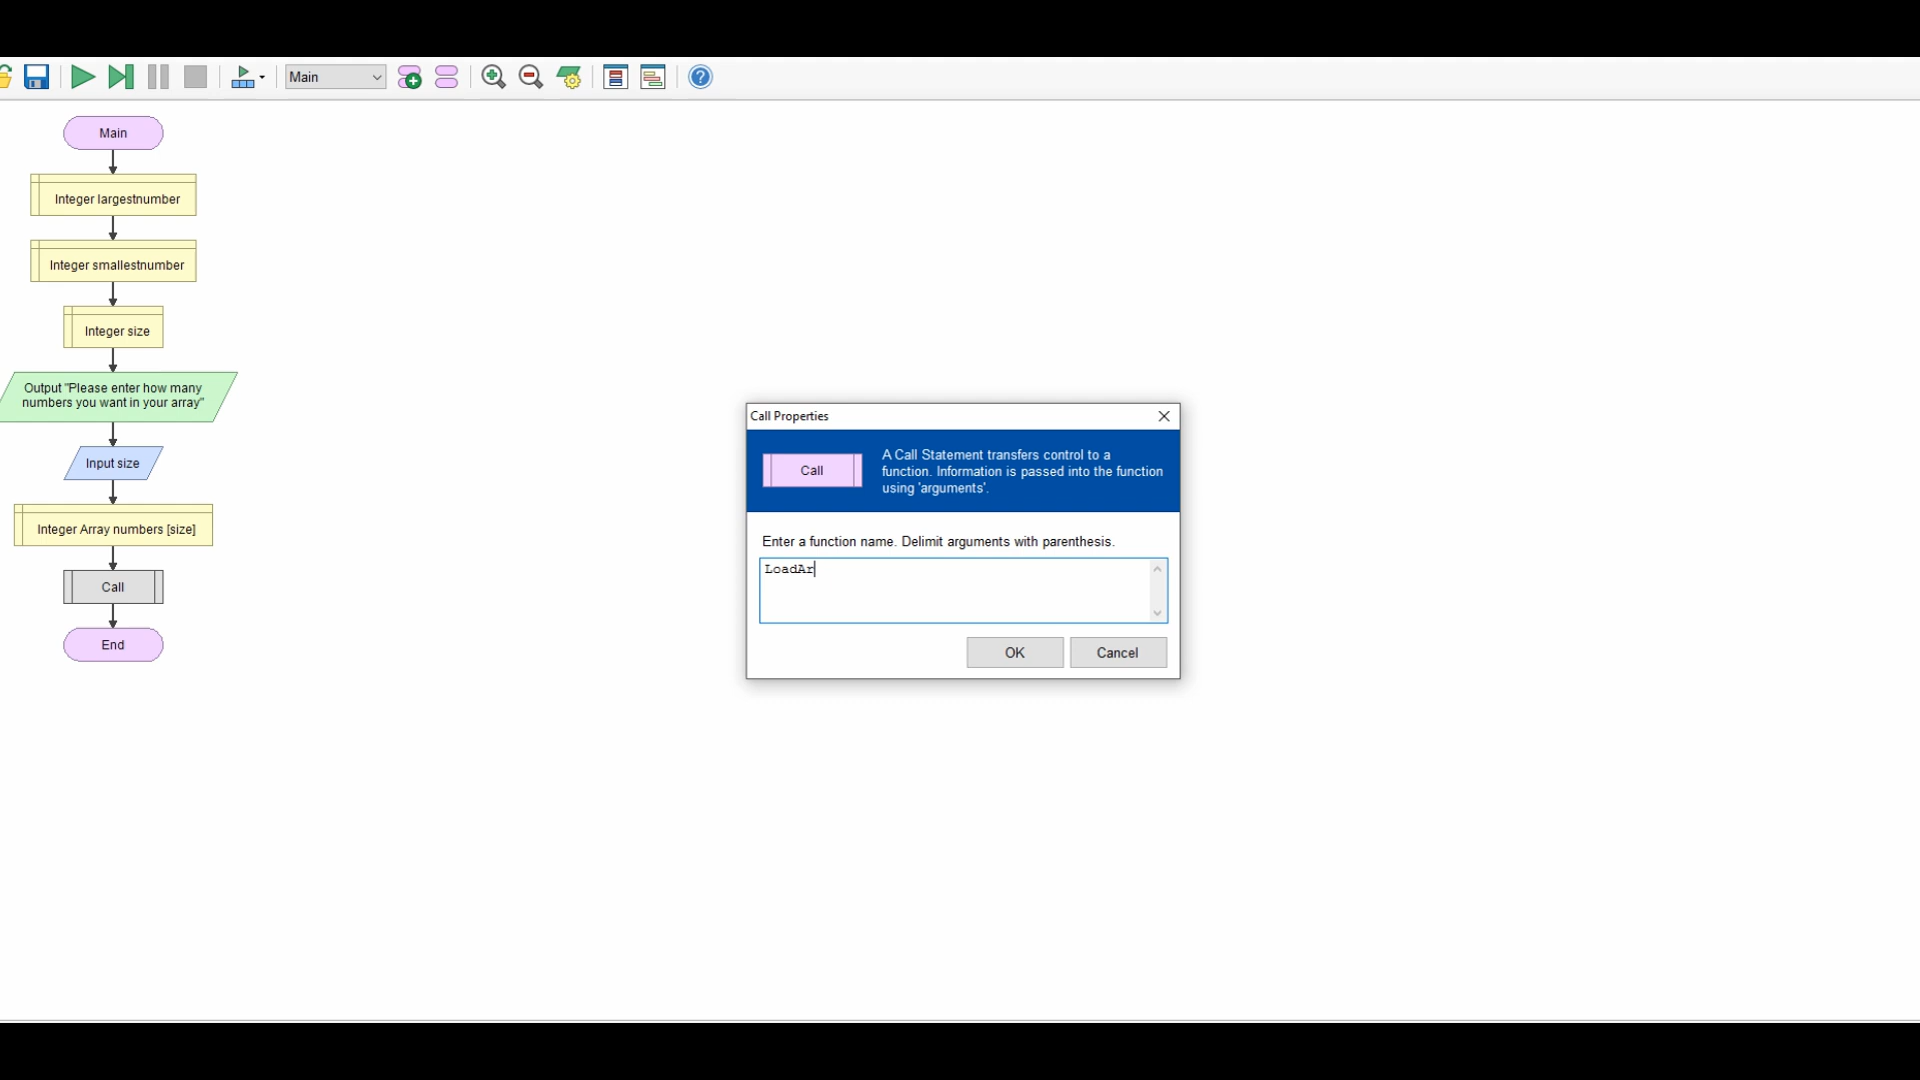 Main
?
Main
Integer largestnumber
Integer smallestnumber
Integer size
Output "Please enter how many
numbers you want in your array"
Input size
Integer Array numbers [size]
Call
End
Call Properties
Call
A Call Statement transfers control to a
function. Information is passed into the function
using 'arguments'.
Enter a function name. Delimit arguments with parenthesis.
LoadAr
OK
Cancel